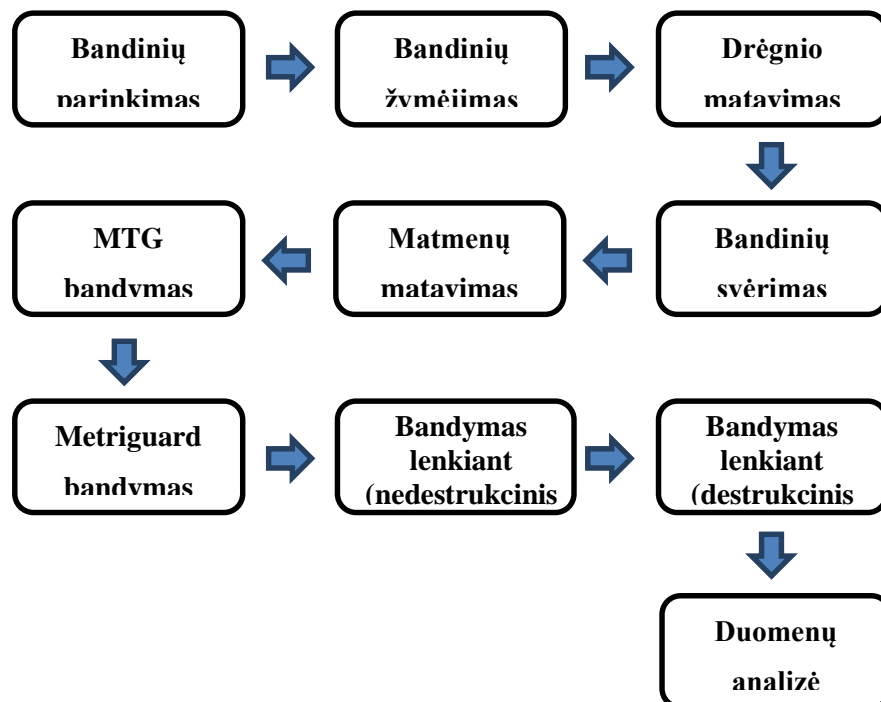 Bandinių
parinkimas
Bandinių
žymėjimas
Drėgnio
matavimas
MTG
bandymas
Matmenų
matavimas
Bandinių
svėrimas
Metriguard
bandymas
Bandymas
lenkiant
(nedestrukcinis
Bandymas
lenkiant
(destrukcinis
Duomenų
analizė